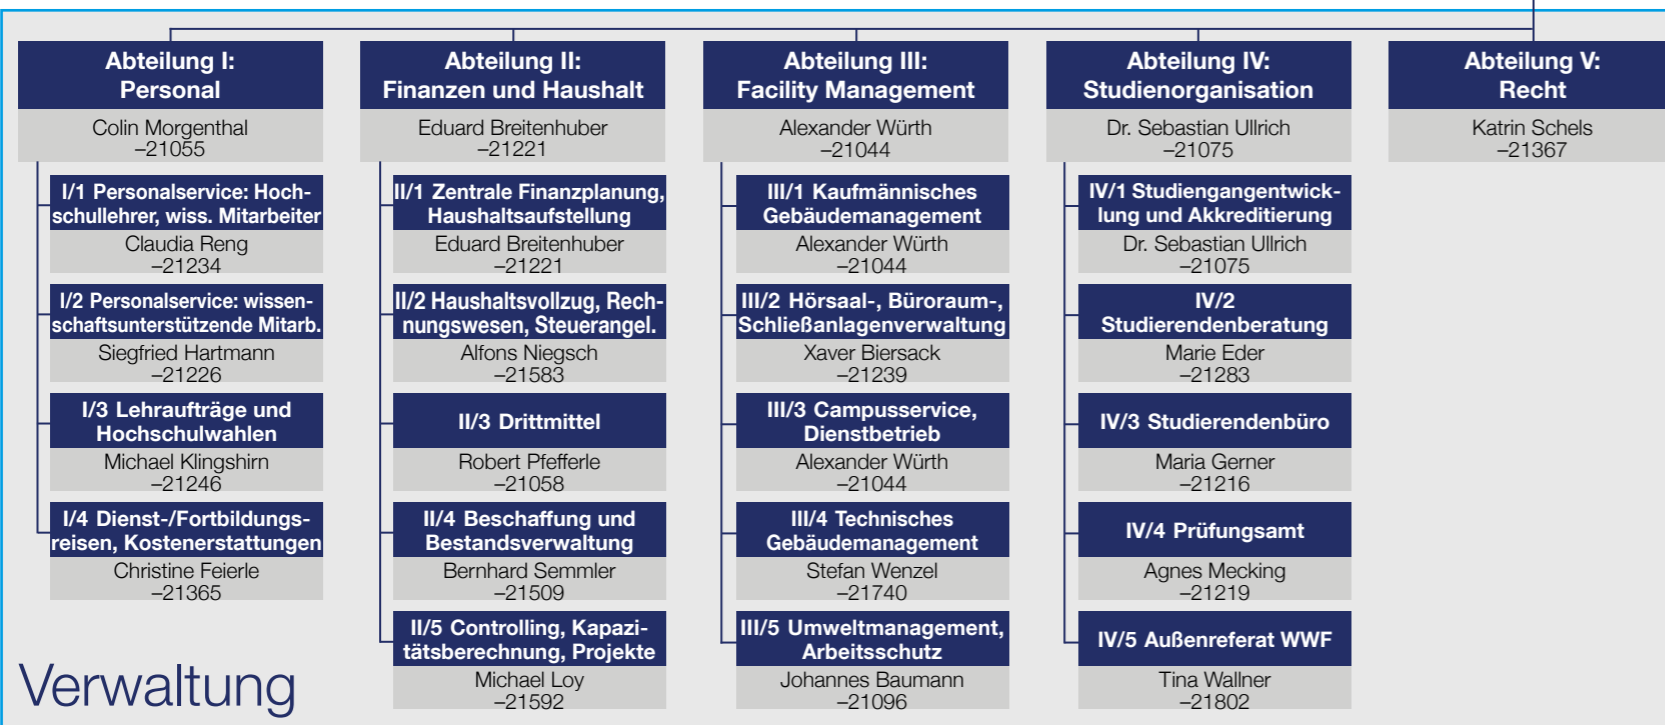 Abteilung I:
Personal
Colin Morgenthal
–21055
I/1 Personalservice: Hoch-
schullehrer, wiss. Mitarbeiter
Claudia Reng
–21234
I/2 Personalservice: wissen-
schaftsunterstützende Mitarb.
Siegfried Hartmann
–21226
I/3 Lehraufträge und
Hochschulwahlen
Michael Klingshirn
–21246
I/4 Dienst-/Fortbildungs-
reisen, Kostenerstattungen
Christine Feierle
–21365
Abteilung II:
Finanzen und Haushalt
Eduard Breitenhuber
–21221
II/1 Zentrale Finanzplanung,
Haushaltsaufstellung
Eduard Breitenhuber
–21221
II/2 Haushaltsvollzug, Rech-
nungswesen, Steuerangel.
Alfons Niegsch
–21583
II/3 Drittmittel
Robert Pfefferle
–21058
II/4 Beschaffung und
Bestandsverwaltung
Bernhard Semmler
–21509
II/5 Controlling, Kapazi-
tätsberechnung, Projekte
Michael Loy
–21592
Abteilung III:
Facility Management
Alexander Würth
–21044
III/1 Kaufmännisches
Gebäudemanagement
Alexander Würth
–21044
III/2 Hörsaal-, Büroraum-,
Schließanlagenverwaltung
Xaver Biersack
–21239
III/3 Campusservice,
Dienstbetrieb
Alexander Würth
–21044
III/4 Technisches
Gebäudemanagement
Stefan Wenzel
–21740
III/5 Umweltmanagement,
Arbeitsschutz
Johannes Baumann
–21096
Abteilung IV:
Studienorganisation
Dr. Sebastian Ullrich
–21075
IV/1 Studiengangentwick-
lung und Akkreditierung
Dr. Sebastian Ullrich
–21075
IV/2
Studierendenberatung
Marie Eder
–21283
IV/3 Studierendenbüro
Maria Gerner
–21216
IV/4 Prüfungsamt
Agnes Mecking
–21219
IV/5 Außenreferat WWF
Tina Wallner
–21802
Abteilung V:
Recht
Katrin Schels
–21367
Verwaltung